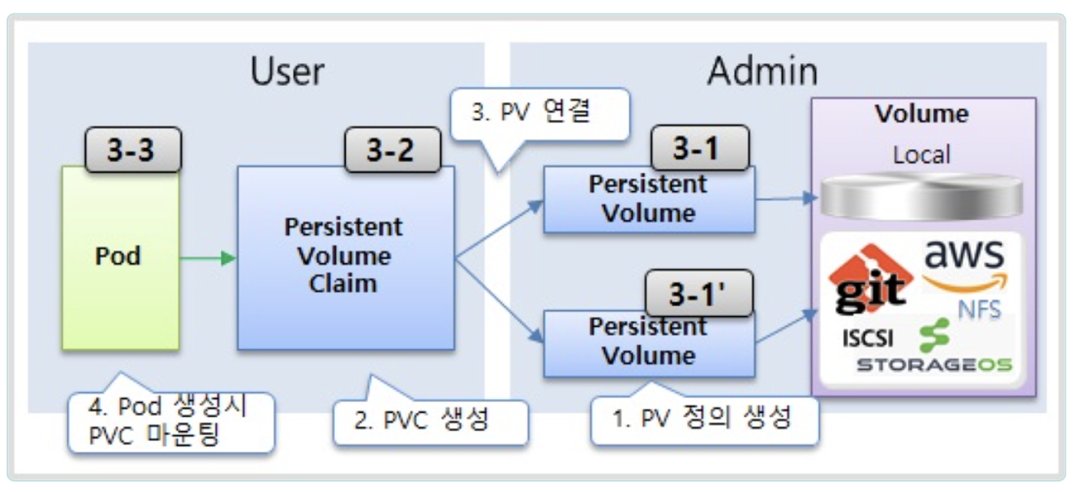 User
Admin
3. PV 연결
Volume
Local
3-3
3-2
3-1
Pod
Persistent
Volume
Claim
Persistent
Volume
3-1'
Persistent
Volume
git
aws
NFS
ISCSI
STORAGEOS
4. Pod 생성시
PVC 마운팅
2. PVC 생성
1. PV 정의 생성